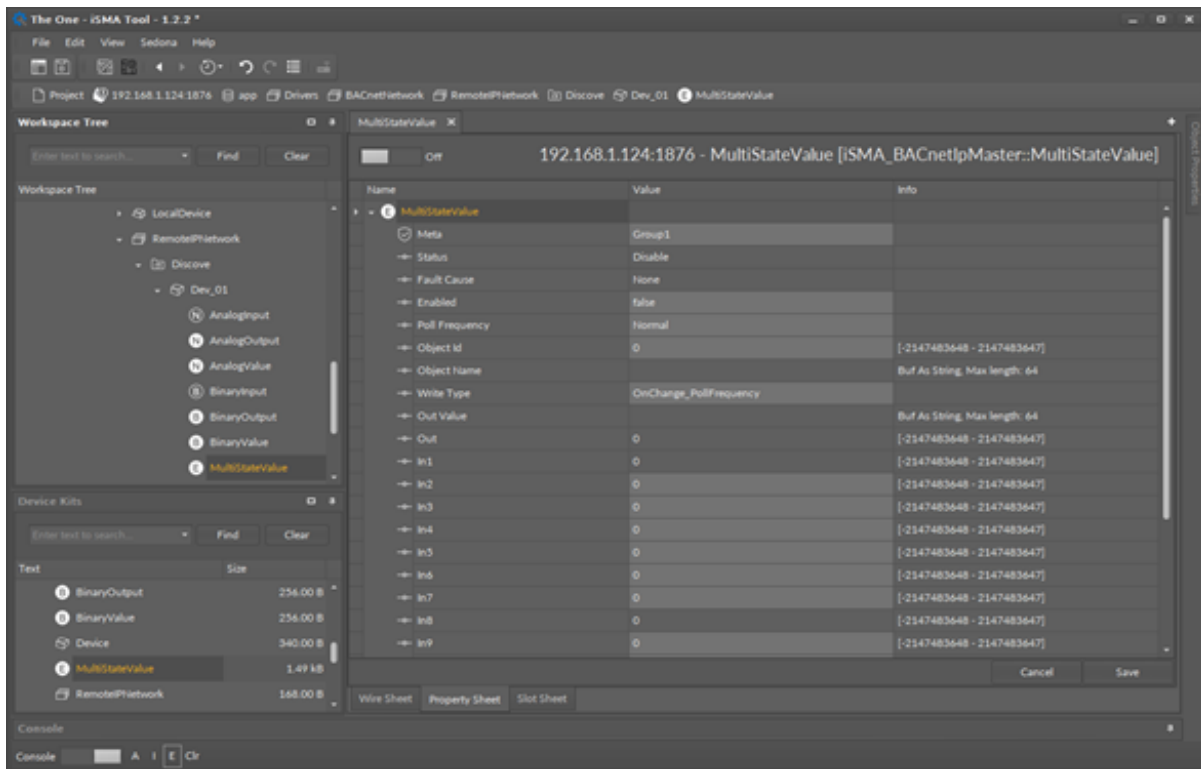 The One - iSMA Tool - 1.2.2 *
File Edit View Sedona Help
Project 192.168.1.124:1876 app Drivers BACnetNetwork RemoteIPNetwork Discove Dev_01 E MultiStateValue
Workspace Tree
Enter text to search... Find Clear
Workspace Tree
LocalDevice
RemoteIPNetwork
Discove
Dev_01
N AnalogInput
N AnalogOutput
N AnalogValue
B BinaryInput
B BinaryOutput
B BinaryValue
E MultiStateValue
Device Kits
Enter text to search... Find Clear
Text Size
B BinaryOutput 256.00 B
B BinaryValue 256.00 B
Device 340.00 B
E MultiStateValue 1.49 kB
RemoteIPNetwork 168.00 B
MultiStateValue
Off 192.168.1.124:1876 - MultiStateValue [iSMA_BACnetIpMaster::MultiStateValue]
Name Value Info
E MultiStateValue
Meta Group1
Status Disable
Fault Cause None
Enabled false
Poll Frequency Normal
Object Id 0 [-2147483648 - 2147483647]
Object Name Buf As String, Max length: 64
Write Type OnChange_PollFrequency
Out Value Buf As String, Max length: 64
Out 0 [-2147483648 - 2147483647]
In1 0 [-2147483648 - 2147483647]
In2 0 [-2147483648 - 2147483647]
In3 0 [-2147483648 - 2147483647]
In4 0 [-2147483648 - 2147483647]
In5 0 [-2147483648 - 2147483647]
In6 0 [-2147483648 - 2147483647]
In7 0 [-2147483648 - 2147483647]
In8 0 [-2147483648 - 2147483647]
In9 0 [-2147483648 - 2147483647]
Cancel Save
Wire Sheet Property Sheet Slot Sheet
Object Properties
Console
Console A I E Clr